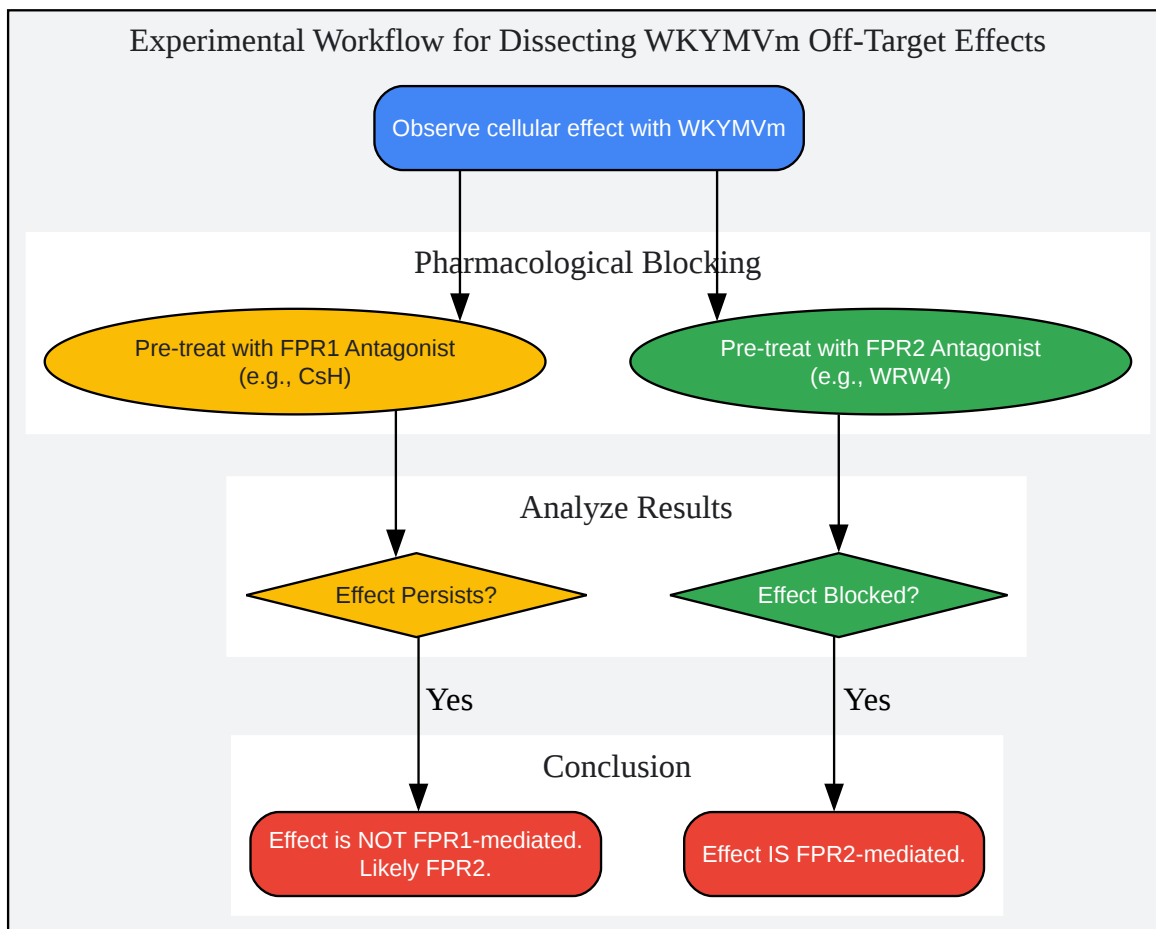 Experimental Workflow for Dissecting WKYMVm Off-Target Effects
Observe cellular effect with WKYMVm
Pharmacological Blocking
Pre-treat with FPR1 Antagonist
(e.g., CsH)
Pre-treat with FPR2 Antagonist
(e.g., WRW4)
Analyze Results
Effect Persists?
Effect Blocked?
Yes
Yes
Conclusion
Effect is NOT FPR1-mediated.
Likely FPR2.
Effect IS FPR2-mediated.